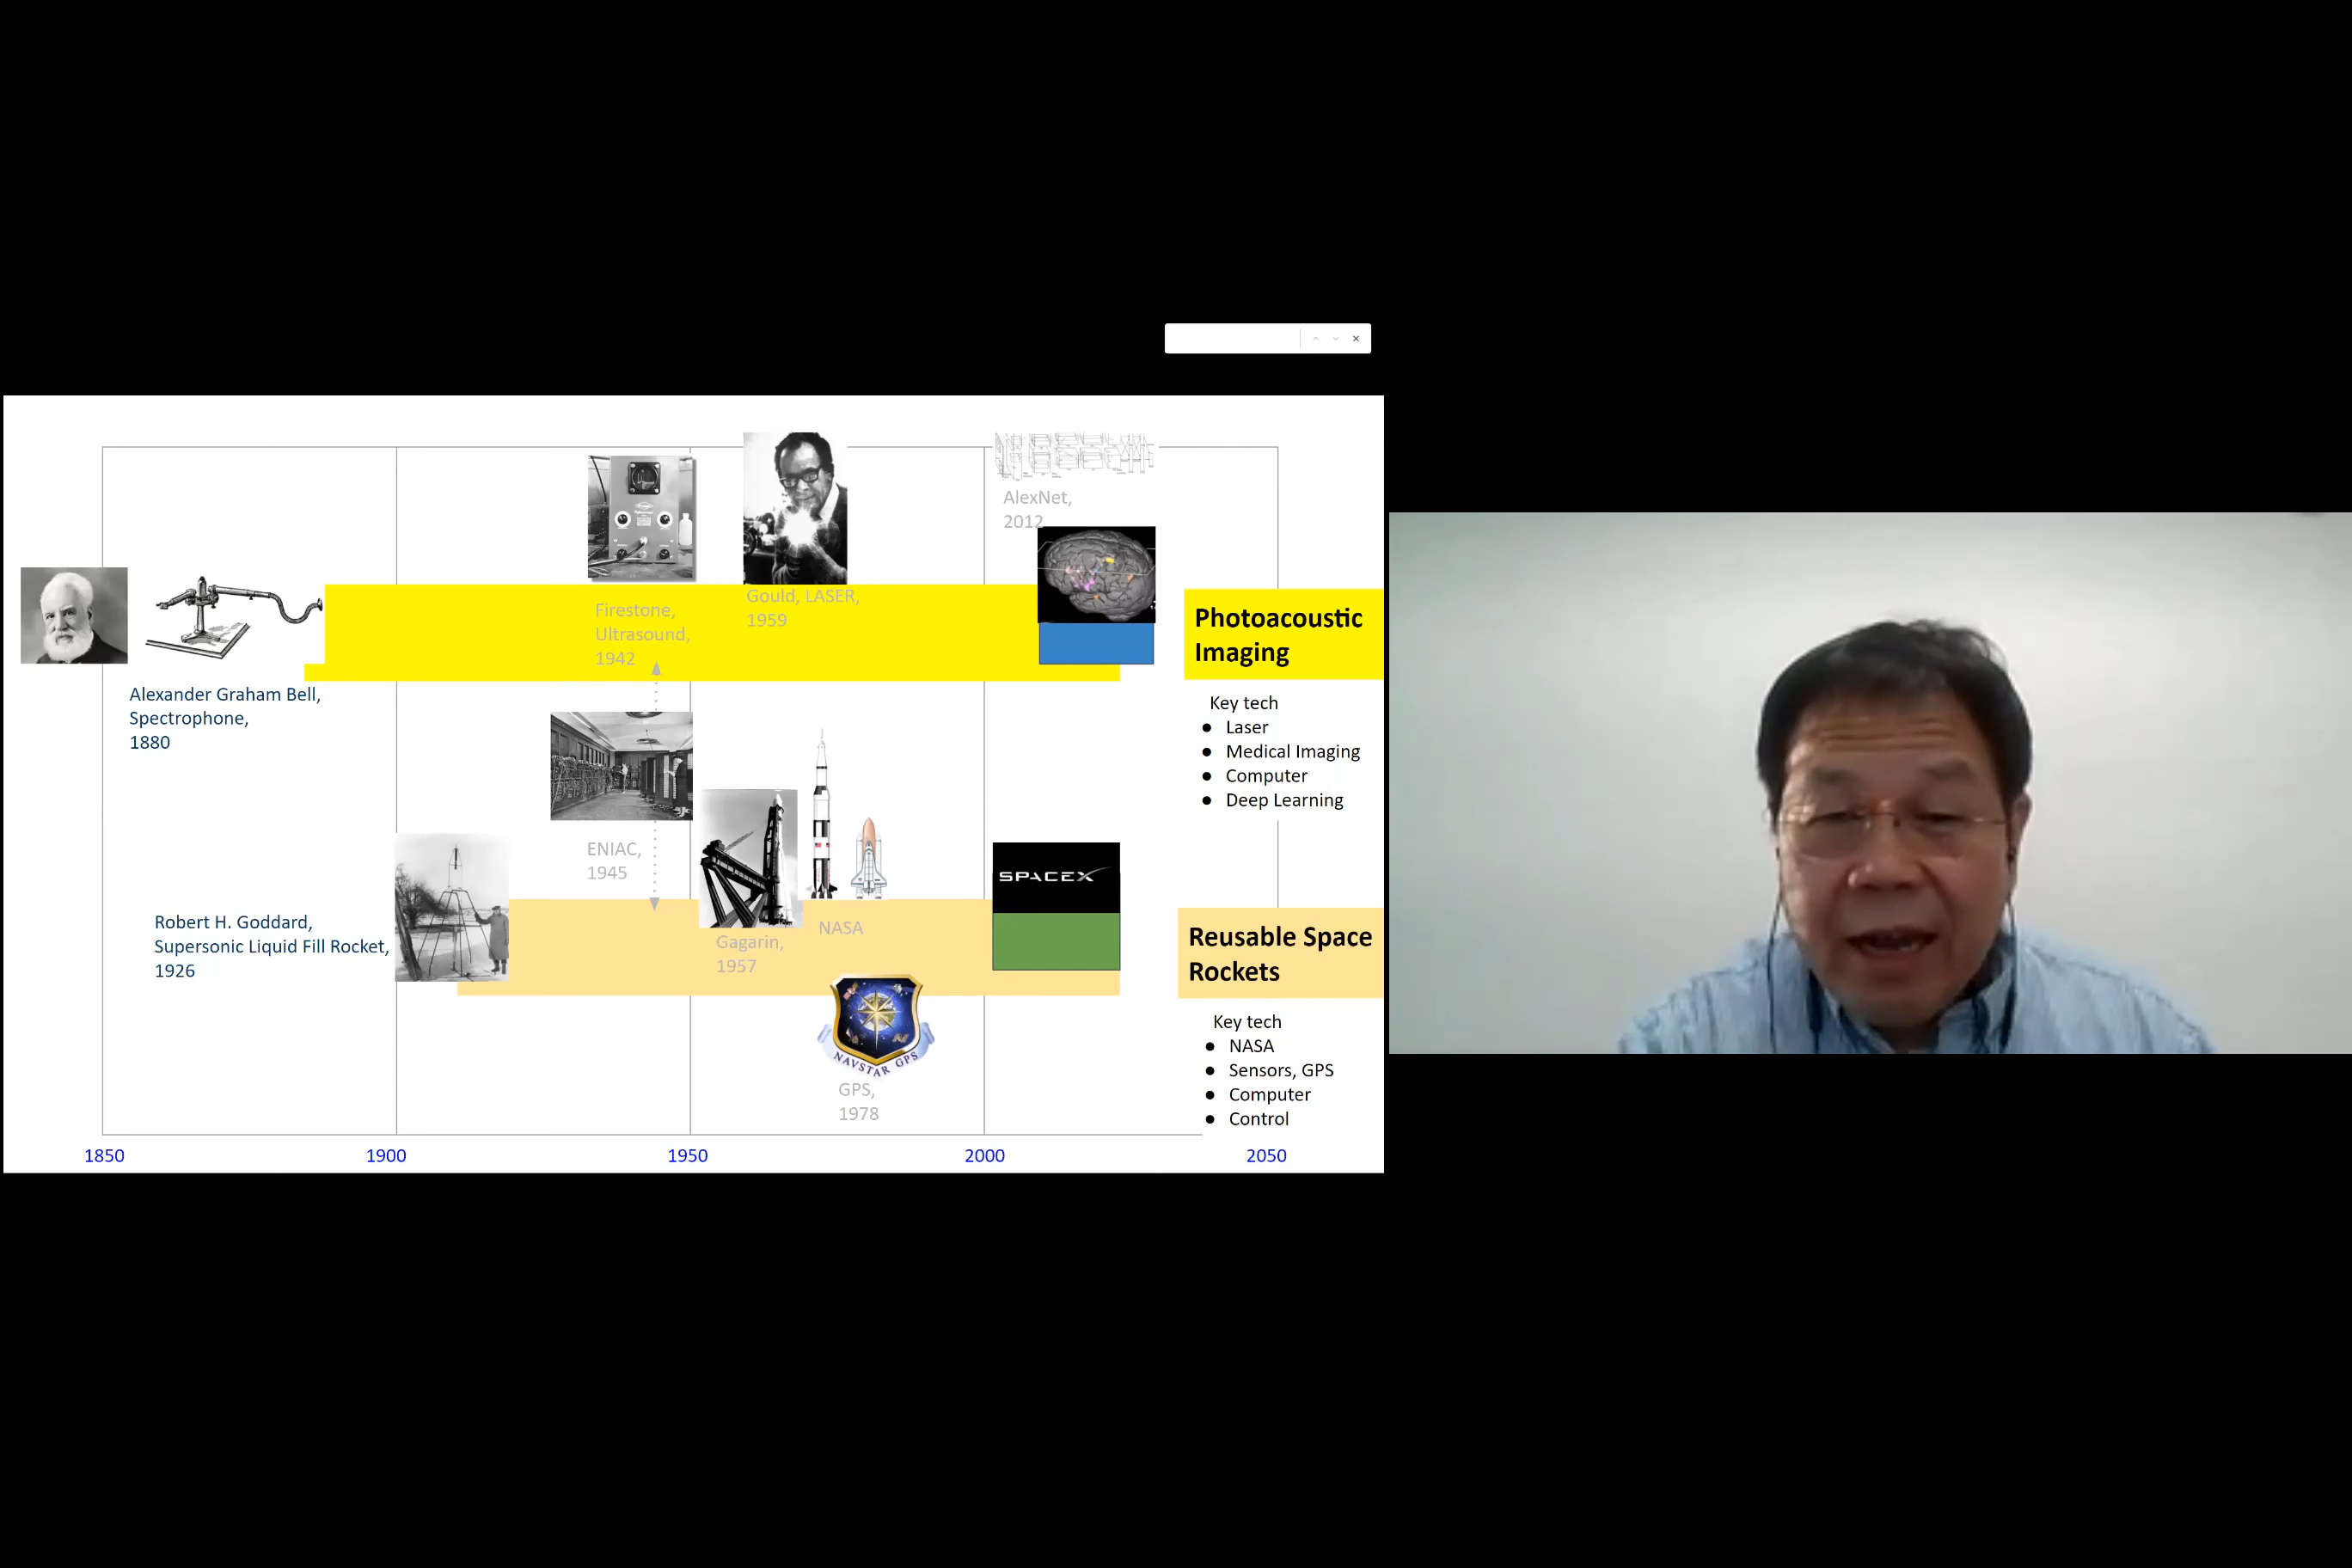 AlexNet,
2012
Gould, LASER,
1959
Firestone,
Ultrasound,
1942
Alexander Graham Bell,
Spectrophone,
1880
Photoacoustic
Imaging
Key tech
● Laser
● Medical Imaging
● Computer
● Deep Learning
ENIAC,
1945
SPACEX
Robert H. Goddard,
Supersonic Liquid Fill Rocket,
1926
Gagarin,
1957
NASA
Reusable Space
Rockets
NAVSTAR GPS
GPS,
1978
Key tech
● NASA
● Sensors, GPS
● Computer
● Control
1850 1900 1950 2000 2050